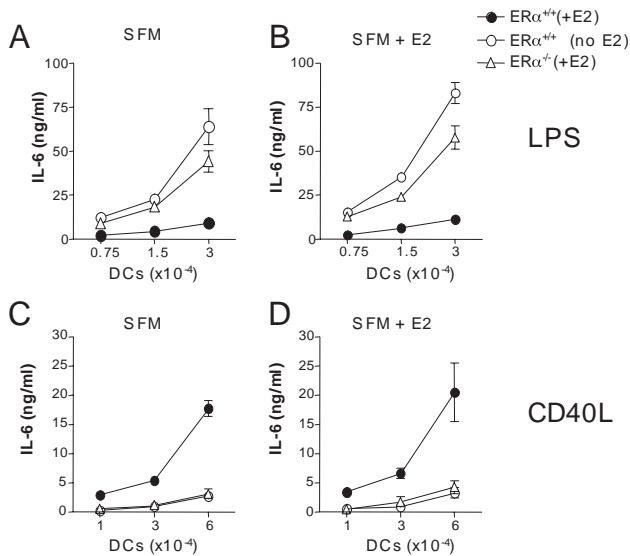 ERα+/+(+E2)
ERα+/+ (no E2)
ERα-/-(+E2)
A
SFM
B
SFM + E2
LPS
IL-6 (ng/ml)
100
75
50
25
0
0.75 1.5 3
DCs (x10-4)
IL-6 (ng/ml)
100
75
50
25
0
0.75 1.5 3
DCs (x10-4)
C
SFM
D
SFM + E2
CD40L
IL-6 (ng/ml)
30
25
20
15
10
5
0
1 3 6
DCs (x10-4)
IL-6 (ng/ml)
30
25
20
15
10
5
0
1 3 6
DCs (x10-4)